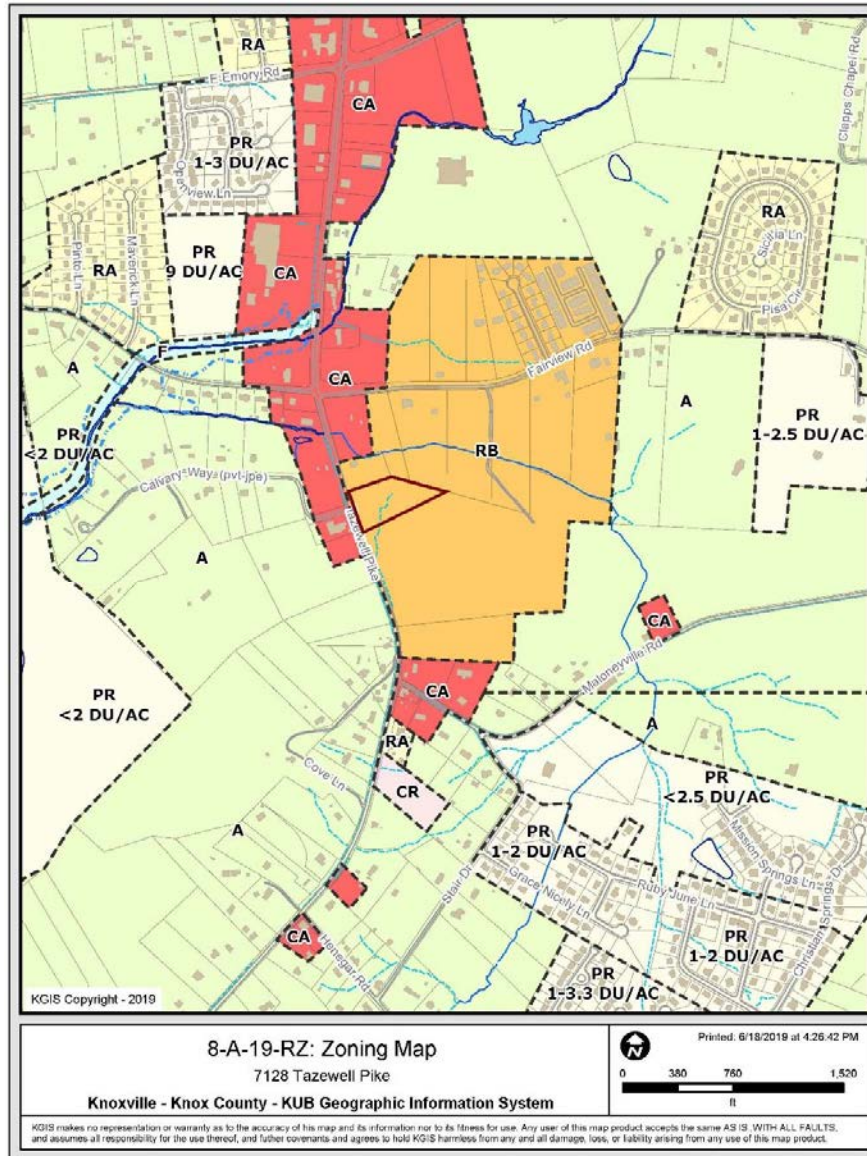 RA
E Emory Rd
CA
Clapps Chapel Rd
PR
1-3 DU/AC
Openview Ln
RA
Sicilia Ln
Pisa Cir
Pinto Ln
Maverick Ln
RA
PR
9 DU/AC
CA
F
A
CA
Fairview Rd
A
PR
1-2.5 DU/AC
PR
<2 DU/AC
RB
Calvary Way (pvt-jpe)
Tazewell Pike
A
CA
Maloneyville Rd
PR
<2 DU/AC
CA
A
RA
Cove Ln
CR
PR
<2.5 DU/AC
A
Mission Springs Ln
PR
1-2 DU/AC
Stair Dr
Ruby June Ln
Grace Nicely Ln
Christian Springs Dr
PR
1-2 DU/AC
CA
Henegar Rd
PR
1-3.3 DU/AC
KGIS Copyright - 2019
8-A-19-RZ: Zoning Map
7128 Tazewell Pike
Knoxville - Knox County - KUB Geographic Information System
N
Printed: 6/18/2019 at 4:26:42 PM
0 380 760 1,520
ft
KGIS makes no representation or warranty as to the accuracy of his map and its information nor to its fitness for use. Any user of this map product accepts the same AS IS ,WITH ALL FAULTS,
and assumes all responsibility for the use thereof, and futher covenants and agrees to hold KGIS harmless from any and all damage, loss, or liability arising from any use of this map product.